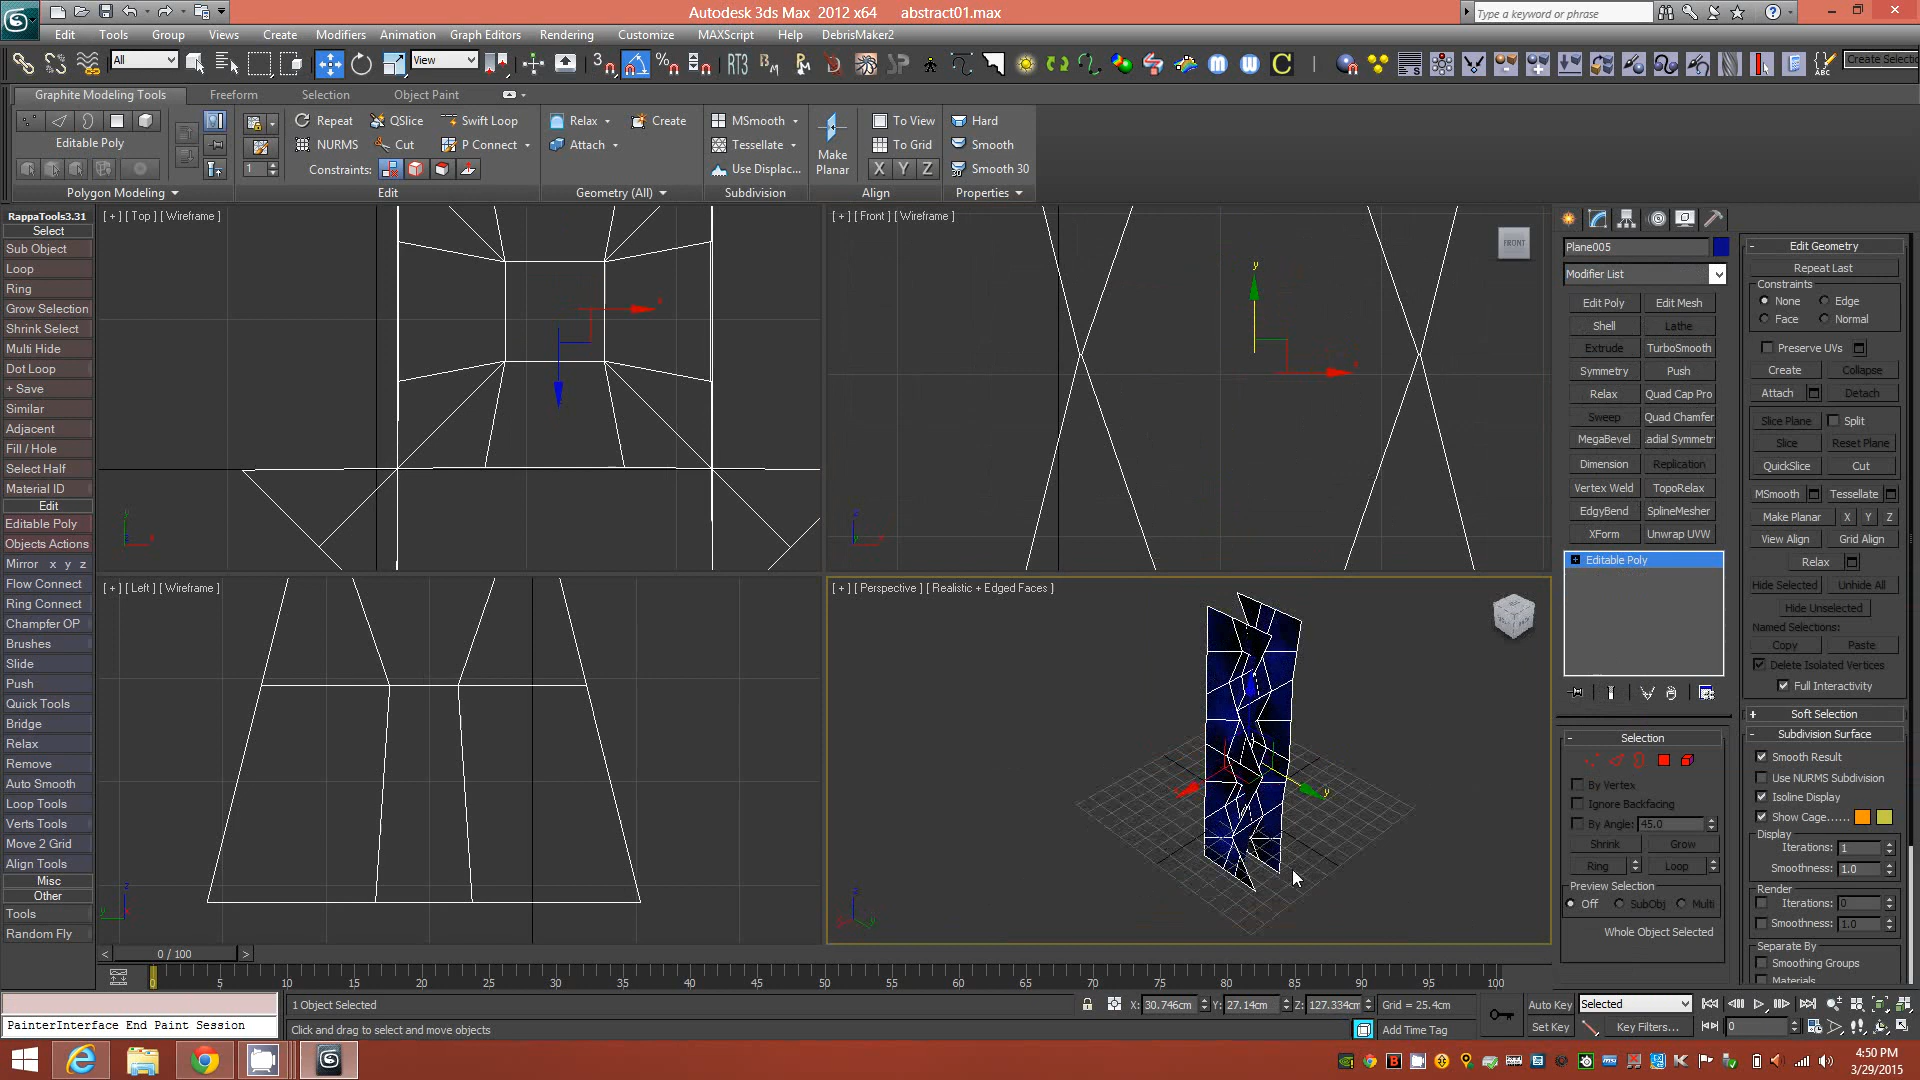 Autodesk 3ds Max 2012 x64 abstract01.max
Type a keyword or phrase
Edit Tools Group Views Create Modifiers Animation Graph Editors Rendering Customize MAXScript Help DebrisMaker2
All View Create Selectio
Graphite Modeling Tools Freeform Selection Object Paint
Repeat QSlice Swift Loop Relax Create MSmooth To View Hard
Editable Poly NURMS Cut P Connect Attach Tessellate Make Planar To Grid Smooth
1 Constraints: Use Displac... X Y Z Smooth 30
Polygon Modeling Edit Geometry (All) Subdivision Align Properties
RappaTools3.31
Select
Sub Object
Loop
Ring
Grow Selection
Shrink Select
Multi Hide
Dot Loop
+ Save
Similar
Adjacent
Fill / Hole
Select Half
Material ID
Edit
Editable Poly
Objects Actions
Mirror x y z
Flow Connect
Ring Connect
Champfer OP
Brushes
Slide
Push
Quick Tools
Bridge
Relax
Remove
Auto Smooth
Loop Tools
Verts Tools
Move 2 Grid
Align Tools
Misc
Other
Tools
Random Fly
[ + ] [ Top ] [ Wireframe ]
[ + ] [ Front ] [ Wireframe ]
FRONT
[ + ] [ Left ] [ Wireframe ]
[ + ] [ Perspective ] [ Realistic + Edged Faces ]
Plane005
Modifier List
Edit Poly Edit Mesh
Shell Lathe
Extrude TurboSmooth
Symmetry Push
Relax Quad Cap Pro
Sweep Quad Chamfer
MegaBevel adial Symmetr
Dimension Replication
Vertex Weld TopoRelax
EdgyBend SplineMesher
XForm Unwrap UVW
Editable Poly
Selection
By Vertex
Ignore Backfacing
By Angle: 45.0
Shrink Grow
Ring Loop
Preview Selection
Off SubObj Multi
Whole Object Selected
Edit Geometry
Repeat Last
Constraints
None Edge
Face Normal
Preserve UVs
Create Collapse
Attach Detach
Slice Plane Split
Slice Reset Plane
QuickSlice Cut
MSmooth Tessellate
Make Planar X Y Z
View Align Grid Align
Relax
Hide Selected Unhide All
Hide Unselected
Named Selections:
Copy Paste
Delete Isolated Vertices
Full Interactivity
Soft Selection
Subdivision Surface
Smooth Result
Use NURMS Subdivision
Isoline Display
Show Cage......
Display
Iterations: 1
Smoothness: 1.0
Render
Iterations: 0
Smoothness: 1.0
Separate By
Smoothing Groups
Materials
0 / 100
0 5 10 15 20 25 30 35 40 45 50 55 60 65 70 75 80 85 90 95 100
1 Object Selected X: 30.746cm Y: 27.14cm Z: 127.334cm Grid = 25.4cm Auto Key Selected
PainterInterface End Paint Session Click and drag to select and move objects Add Time Tag Set Key Key Filters... 0
4:50 PM
3/29/2015